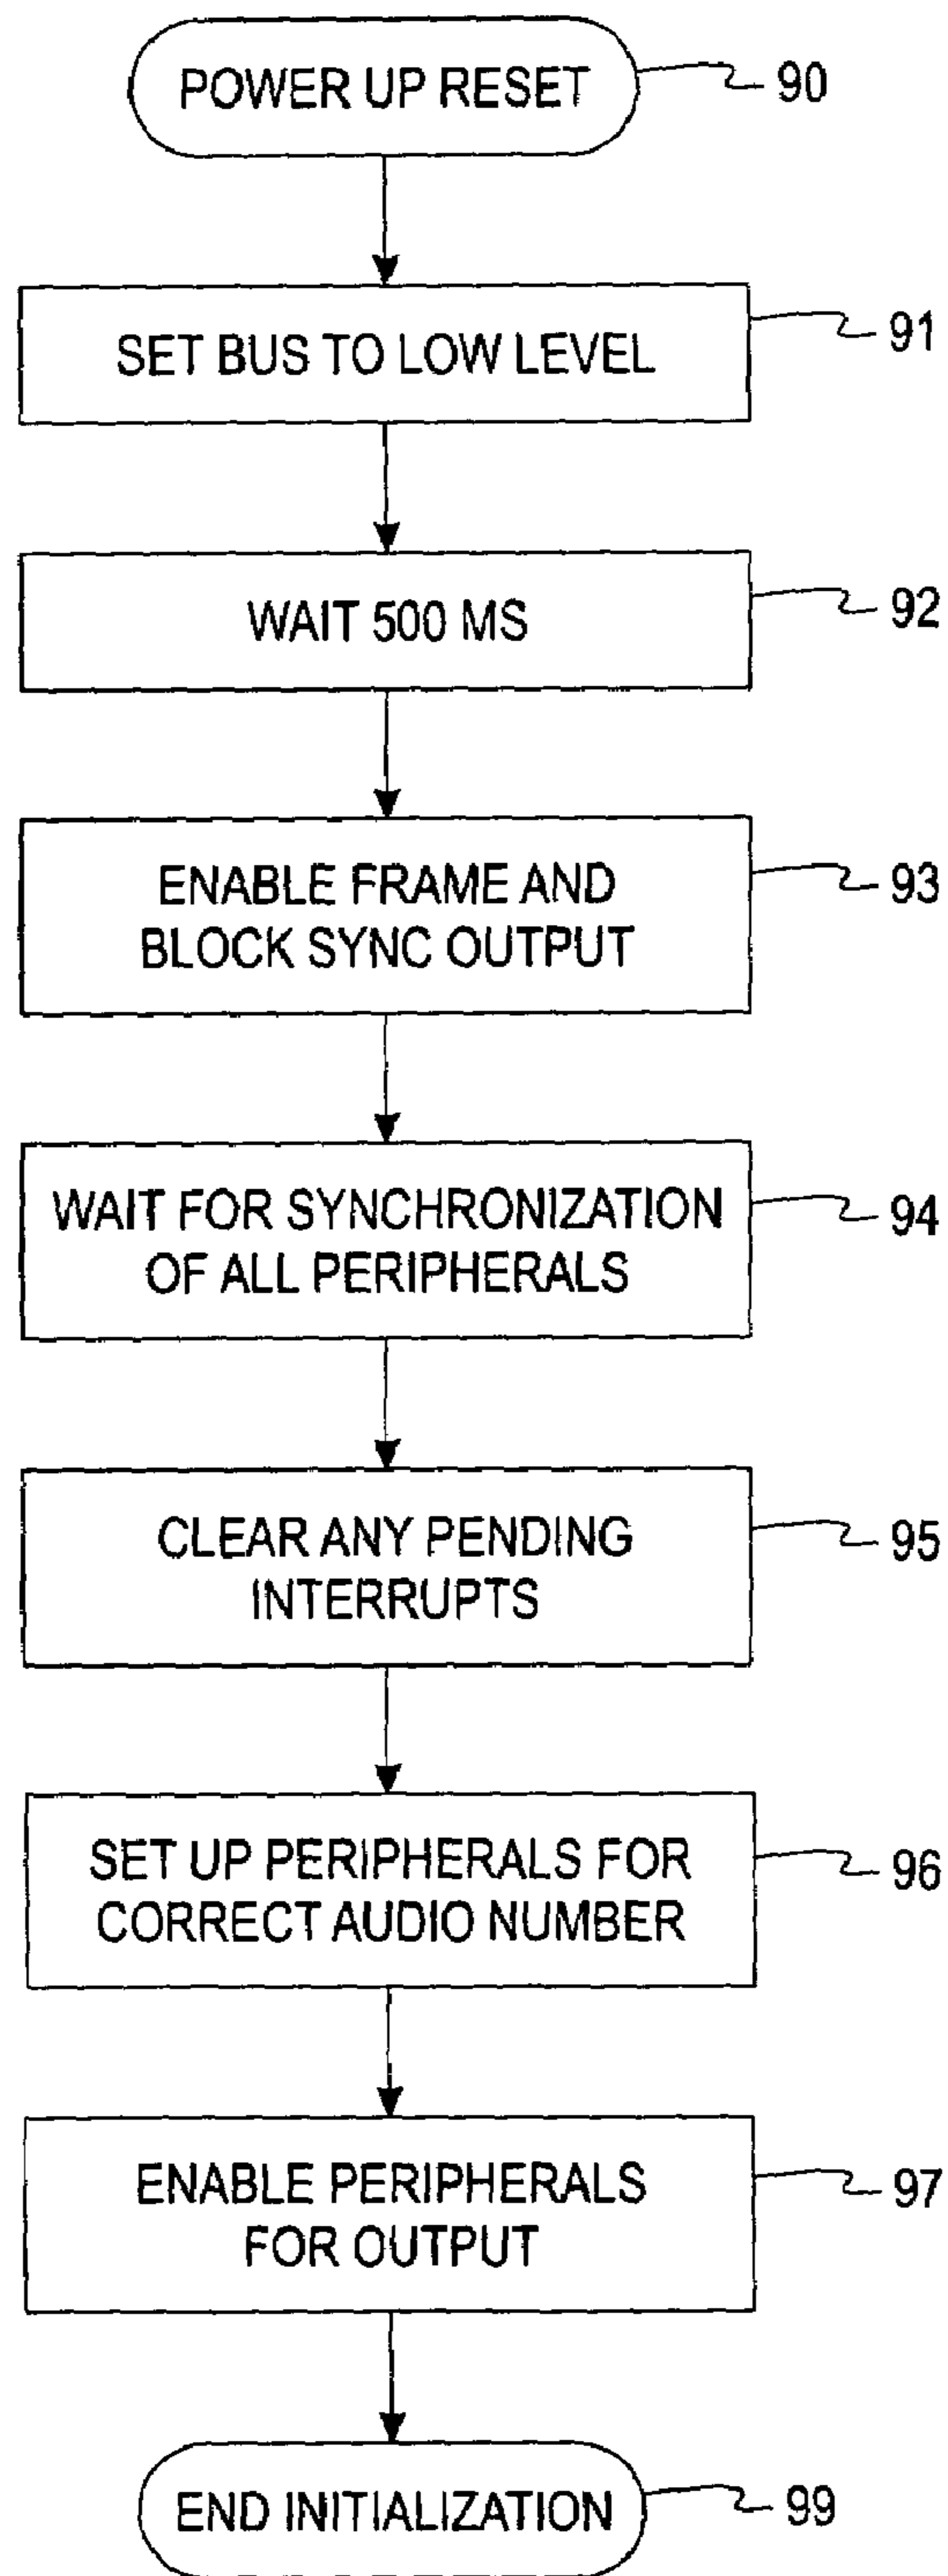 POWER UP RESET
90
SET BUS TO LOW LEVEL
91
WAIT 500 MS
92
ENABLE FRAME AND
BLOCK SYNC OUTPUT
93
WAIT FOR SYNCHRONIZATION
OF ALL PERIPHERALS
94
CLEAR ANY PENDING
INTERRUPTS
95
SET UP PERIPHERALS FOR
CORRECT AUDIO NUMBER
96
ENABLE PERIPHERALS
FOR OUTPUT
97
END INITIALIZATION
99